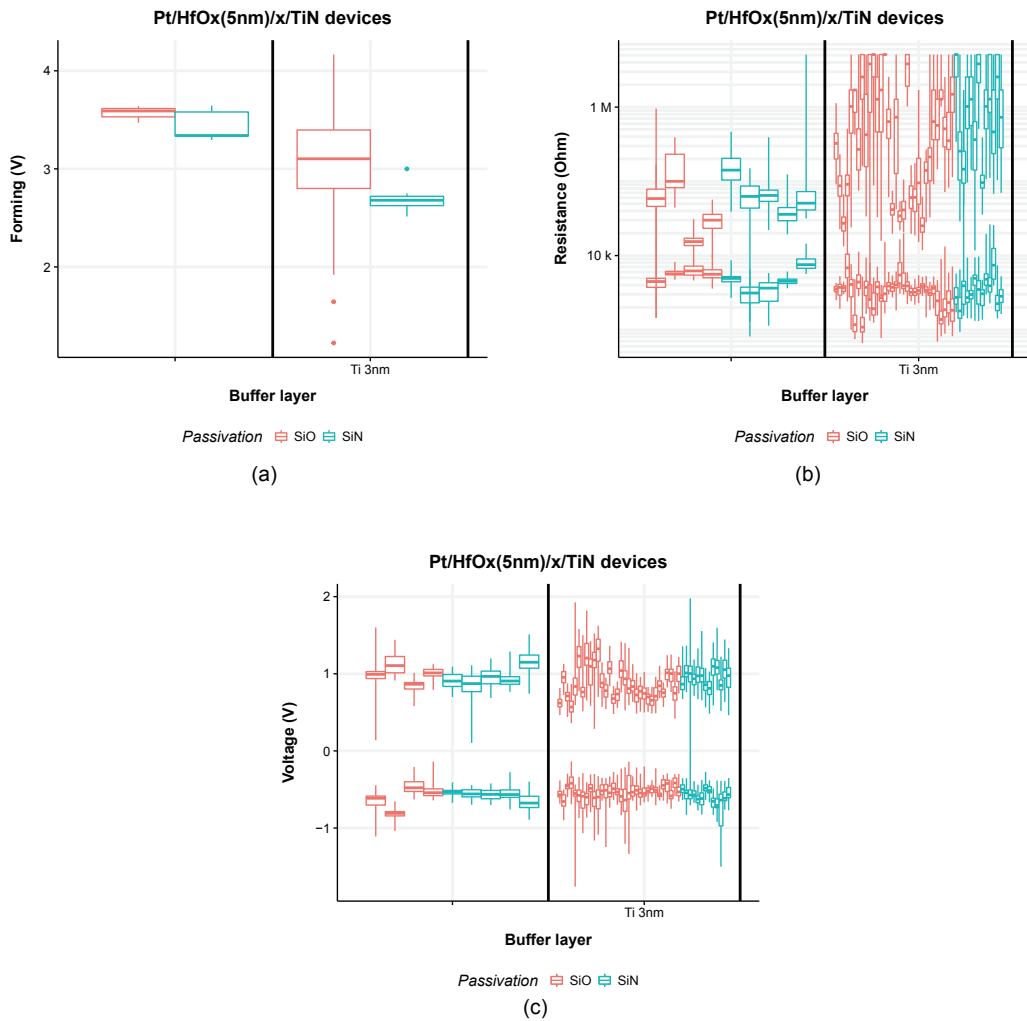 Pt/HfOx(5nm)/x/TiN devices
Forming (V)
4
3
2
Ti 3nm
Buffer layer
Passivation SiO SiN
(a)
Pt/HfOx(5nm)/x/TiN devices
Resistance (Ohm)
1 M
10 k
Ti 3nm
Buffer layer
Passivation SiO SiN
(b)
Pt/HfOx(5nm)/x/TiN devices
Voltage (V)
2
1
0
−1
Ti 3nm
Buffer layer
Passivation SiO SiN
(c)